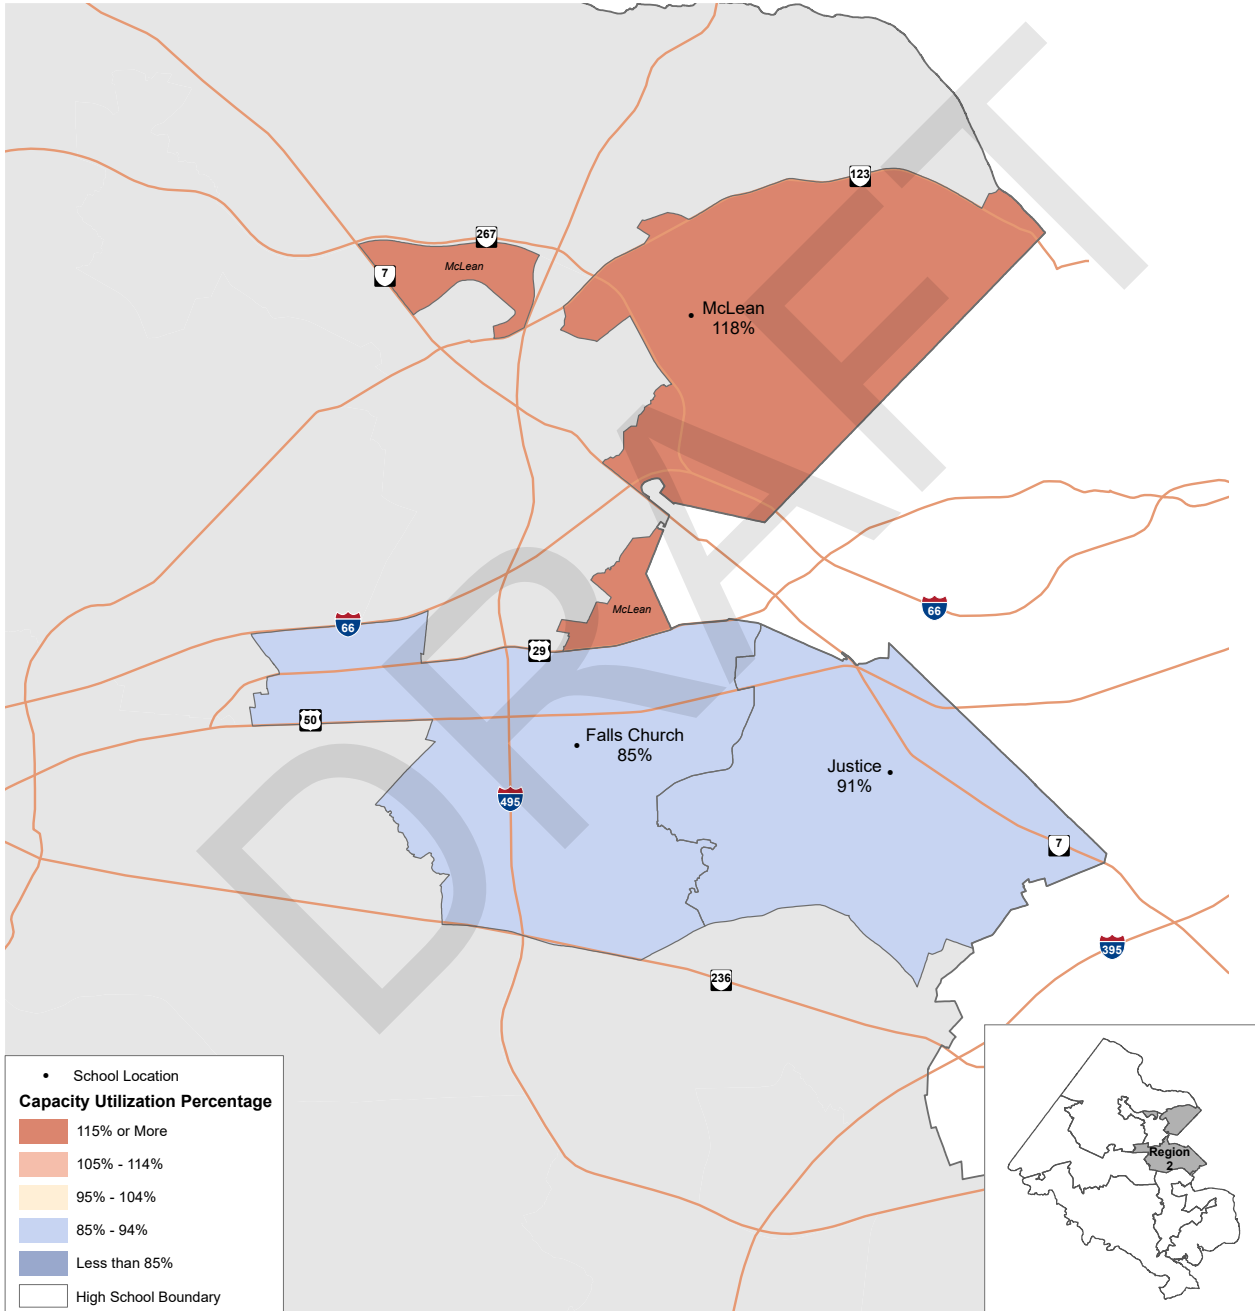 123
267
7
McLean
McLean
118%
McLean
66
66
29
50
Falls Church
85%
Justice
91%
495
7
395
236
DRAFT
School Location
Capacity Utilization Percentage
115% or More
105% - 114%
95% - 104%
85% - 94%
Less than 85%
High School Boundary
Region
2